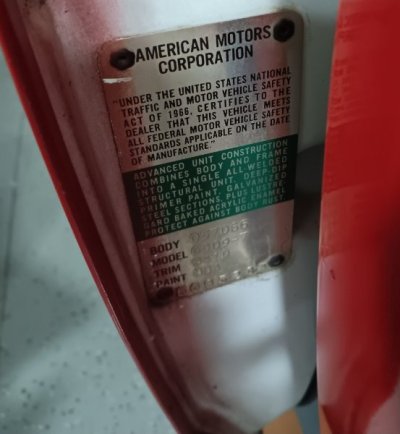 AMERICAN MOTORS
CORPORATION
"UNDER THE UNITED STATES NATIONAL
TRAFFIC AND MOTOR VEHICLE SAFETY
ACT OF 1966, CERTIFIES TO THE
DEALER THAT THIS VEHICLE MEETS
ALL FEDERAL MOTOR VEHICLE SAFETY
STANDARDS APPLICABLE ON THE DATE
OF MANUFACTURE."
ADVANCED UNIT CONSTRUCTION
COMBINES BODY AND FRAME
INTO A SINGLE ALL-WELDED
STRUCTURAL UNIT. DEEP-DIP
PRIMER PAINT, GALVANIZED
STEEL SECTIONS, PLUS LUSTRE-
GARD BAKED ACRYLIC ENAMEL
PROTECT AGAINST BODY RUST.
BODY
MODEL
TRIM
PAINT